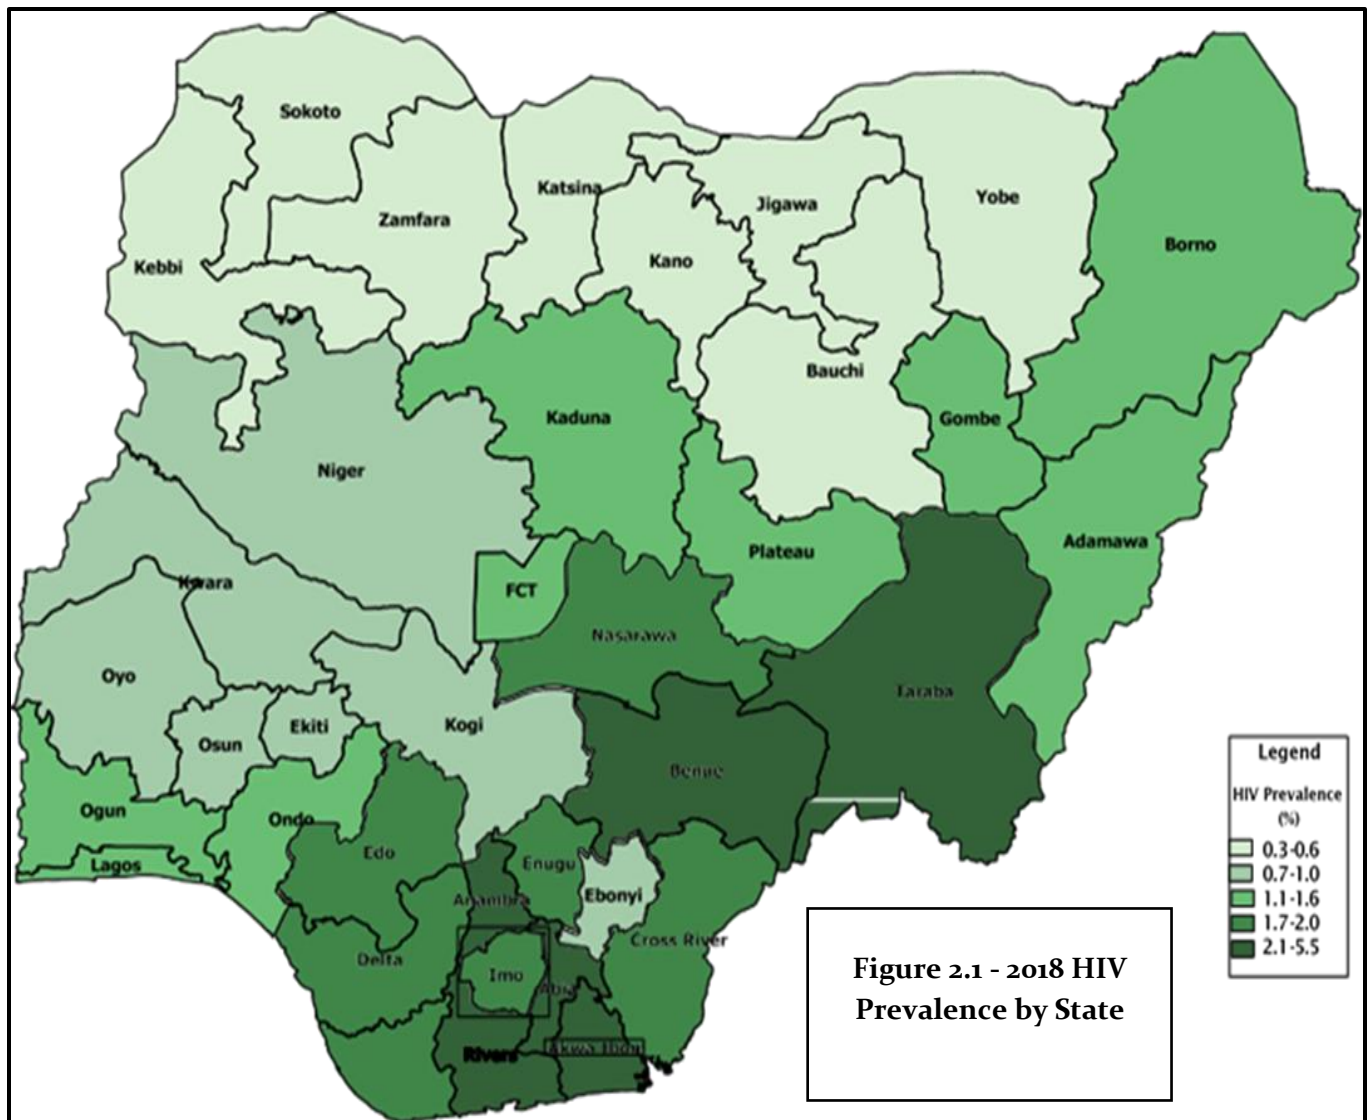 Sokoto
Katsina
Zamfara
Jigawa
Yobe
Kano
Borno
Kebbi
Bauchi
Kaduna
Gombe
Niger
Adamawa
Plateau
FCT
Kwara
Nasarawa
Oyo
Taraba
Kogi
Ekiti
Osun
Benue
Ogun
Ondo
Edo
Lagos
Enugu
Ebonyi
Anambra
Cross River
Delta
Imo
Abia
Rivers
Akwa Ibom
Legend
HIV Prevalence
(%)
0.3-0.6
0.7-1.0
1.1-1.6
1.7-2.0
2.1-5.5
Figure 2.1 - 2018 HIV
Prevalence by State